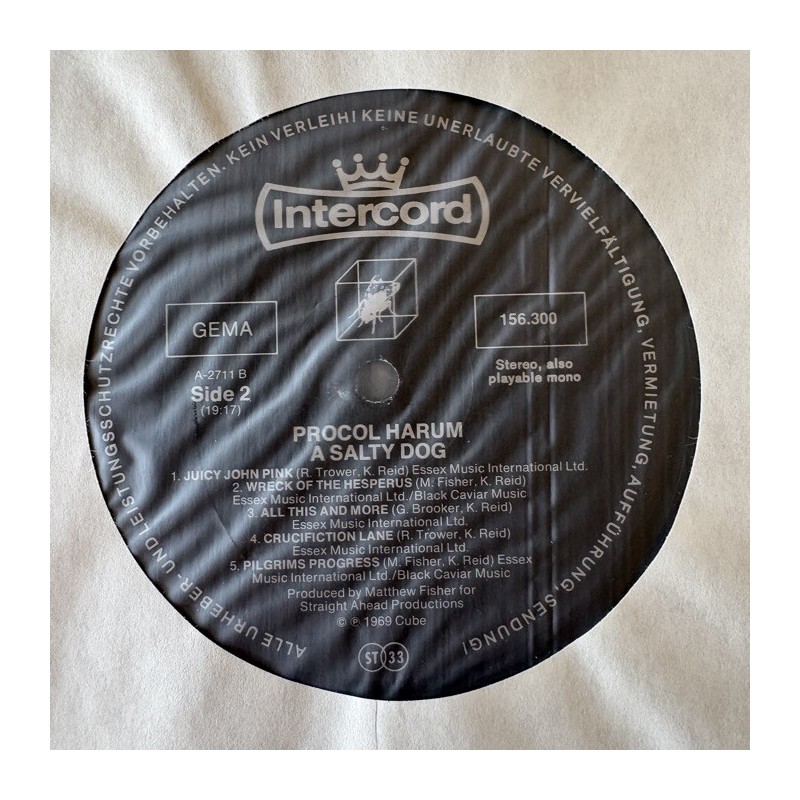 ALLE URHEBER- UND LEISTUNGSSCHUTZRECHTE VORBEHALTEN. KEIN VERLEIH! KEINE UNERLAUBTE VERVIELFÄLTIGUNG, VERMIETUNG, AUFFÜHRUNG, SENDUNG!
Intercord
GEMA
156.300
A-2711 B
Side 2
(19:17)
Stereo, also
playable mono
PROCOL HARUM
A SALTY DOG
1. JUICY JOHN PINK (R. Trower, K. Reid) Essex Music International Ltd.
2. WRECK OF THE HESPERUS (M. Fisher, K. Reid)
Essex Music International Ltd./Black Caviar Music
3. ALL THIS AND MORE (G. Brooker, K. Reid)
Essex Music International Ltd.
4. CRUCIFICTION LANE (R. Trower, K. Reid)
Essex Music International Ltd.
5. PILGRIMS PROGRESS (M. Fisher, K. Reid) Essex
Music International Ltd./Black Caviar Music
Produced by Matthew Fisher for
Straight Ahead Productions
© ℗ 1969 Cube
ST 33